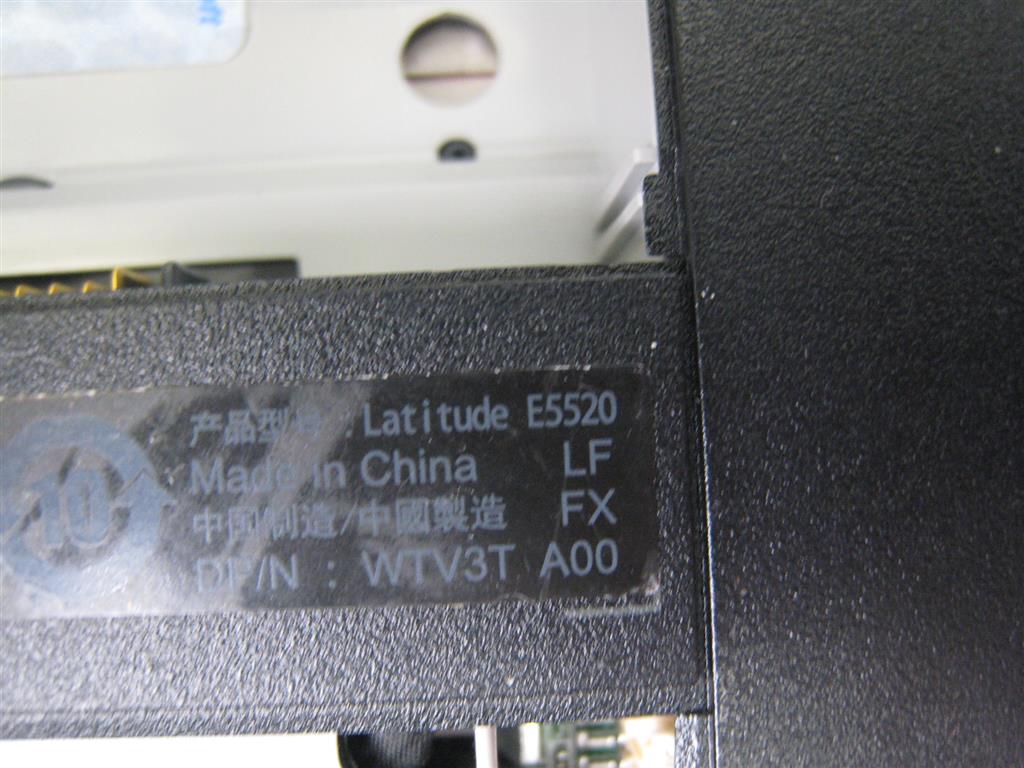 产品型号：Latitude E5520
Made in China LF
中国制造/中國製造 FX
DP/N : WTV3T A00
10